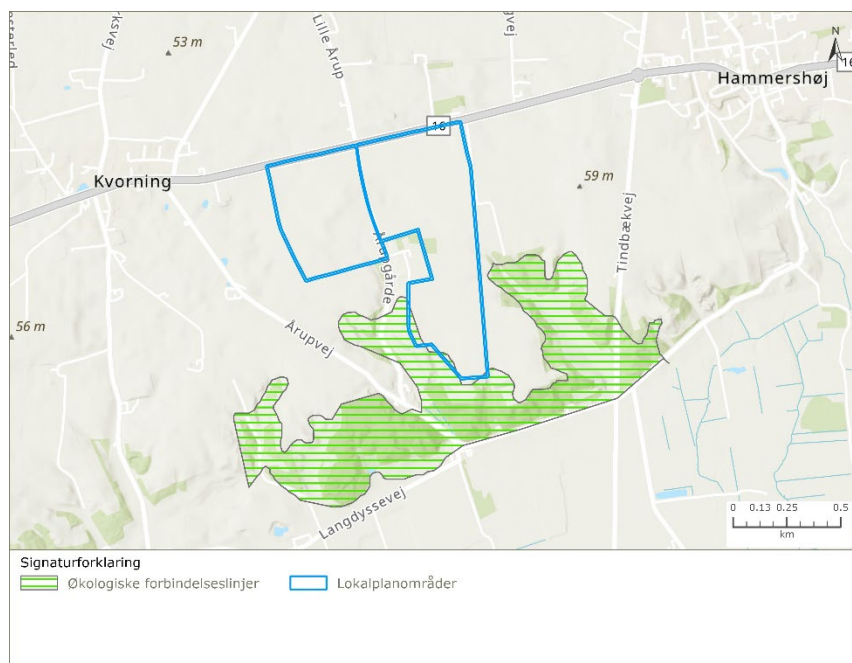 53 m
Lille Årup
N
16
Hammershøj
16
Kvorning
59 m
Tindbækvej
56 m
Årupvej
Langdyssevej
0 0.13 0.25 0.5
km
Signaturforklaring
Økologiske forbindelseslinjer
Lokalplanområder